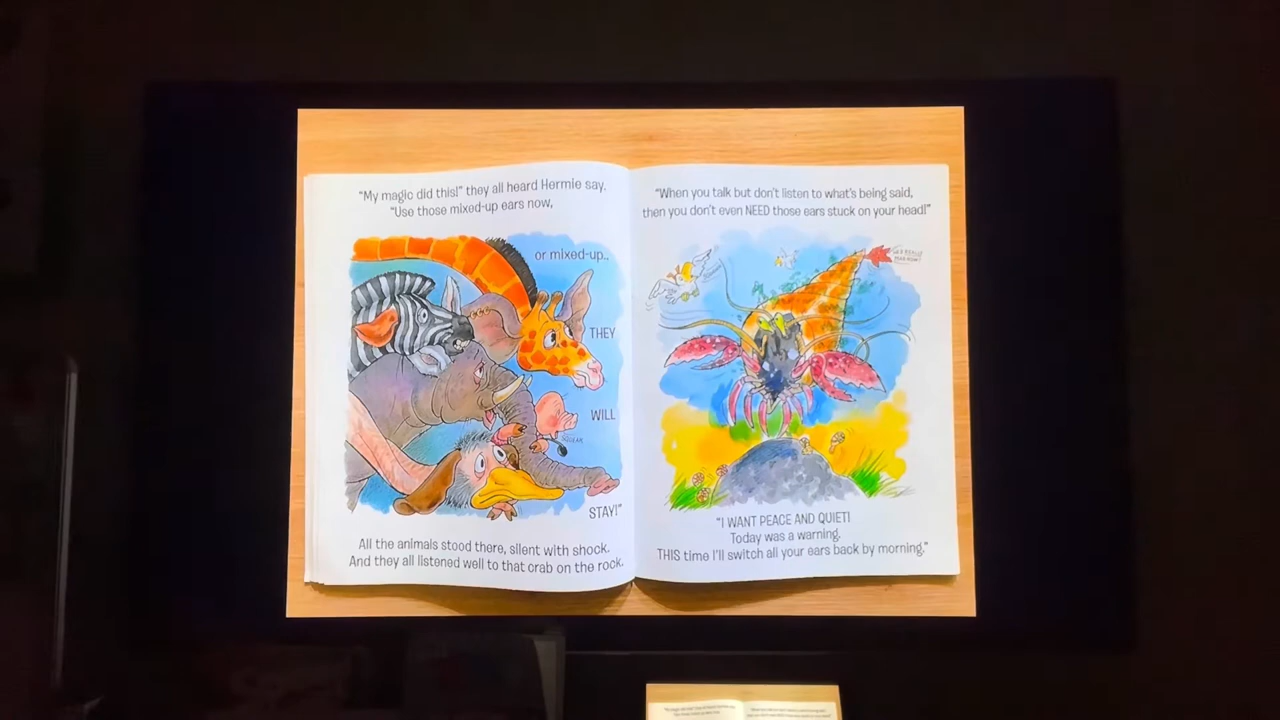 "My magic did this!" they all heard Hermie say.
"Use those mixed-up ears now,
or mixed-up..
THEY
WILL
STAY!"
All the animals stood there, silent with shock.
And they all listened well to that crab on the rock.
"When you talk but don't listen to what's being said,
then you don't even NEED those ears stuck on your head!"
"I WANT PEACE AND QUIET!
Today was a warning.
THIS time I'll switch all your ears back by morning."